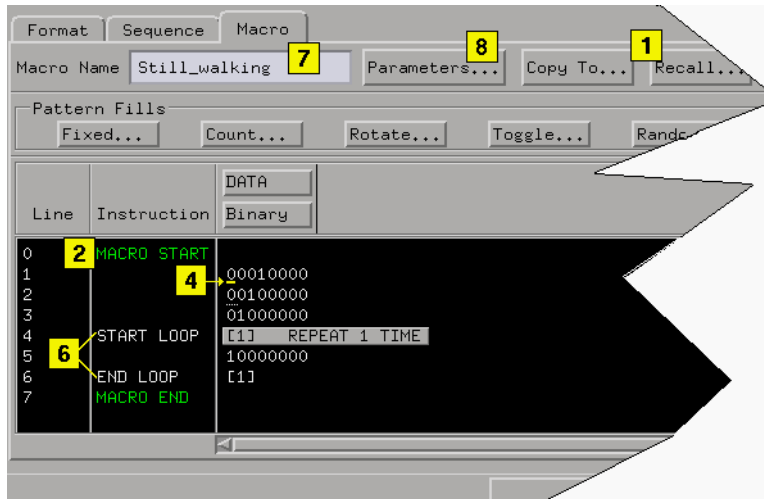 Format Sequence Macro
7 8 1
Macro Name Still_walking Parameters... Copy To... Recall...
Pattern Fills
Fixed... Count... Rotate... Toggle...
DATA
Line Instruction Binary
0 2 MACRO START
1 4 00010000
2 00100000
3 01000000
4 START LOOP [1] REPEAT 1 TIME
5 6 10000000
6 END LOOP [1]
7 MACRO END